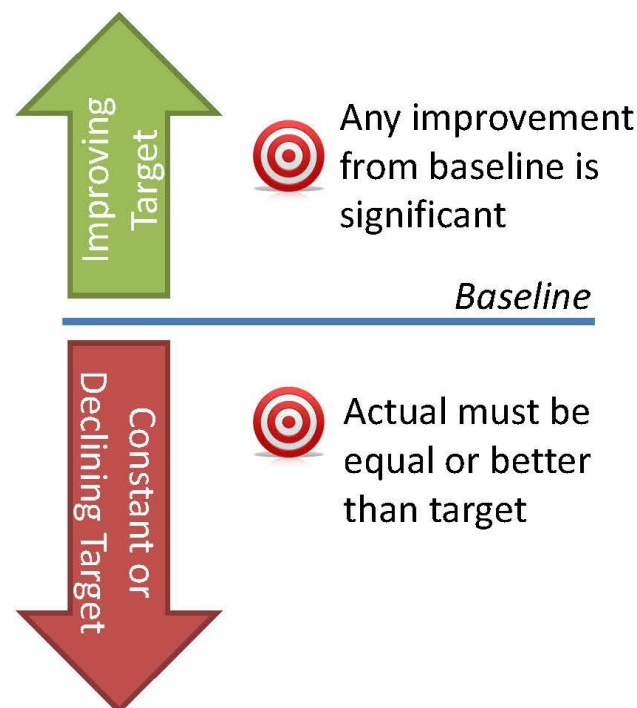 Improving
Target
Any improvement
from baseline is
significant
Baseline
Constant or
Declining Target
Actual must be
equal or better
than target